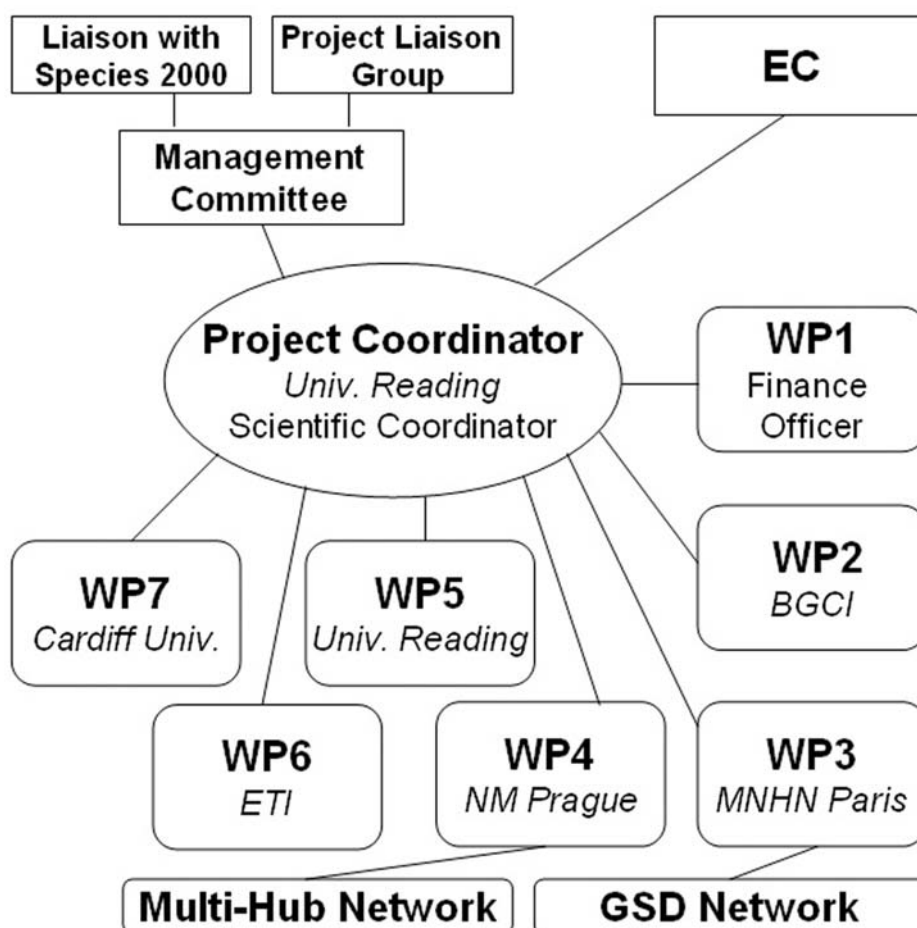 Liaison with
Species 2000
Project Liaison
Group
EC
Management
Committee
Project Coordinator
Univ. Reading
Scientific Coordinator
WP1
Finance
Officer
WP2
BGCI
WP7
Cardiff Univ.
WP5
Univ. Reading
WP6
ETI
WP4
NM Prague
WP3
MNHN Paris
Multi-Hub Network
GSD Network